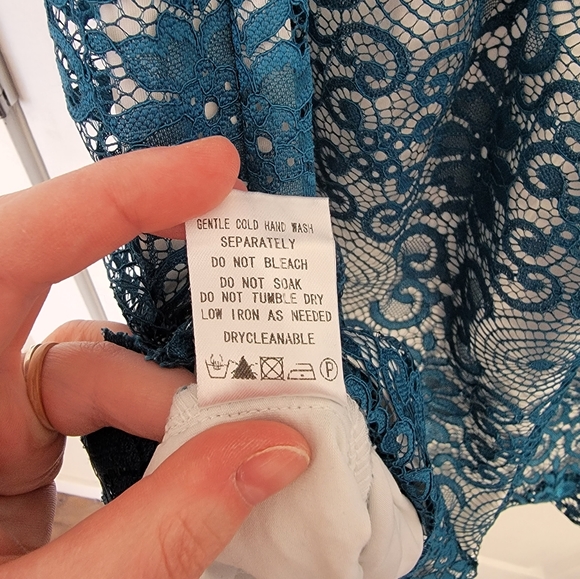 GENTLE COLD HAND WASH
SEPARATELY
DO NOT BLEACH
DO NOT SOAK
DO NOT TUMBLE DRY
LOW IRON AS NEEDED
DRYCLEANABLE
P